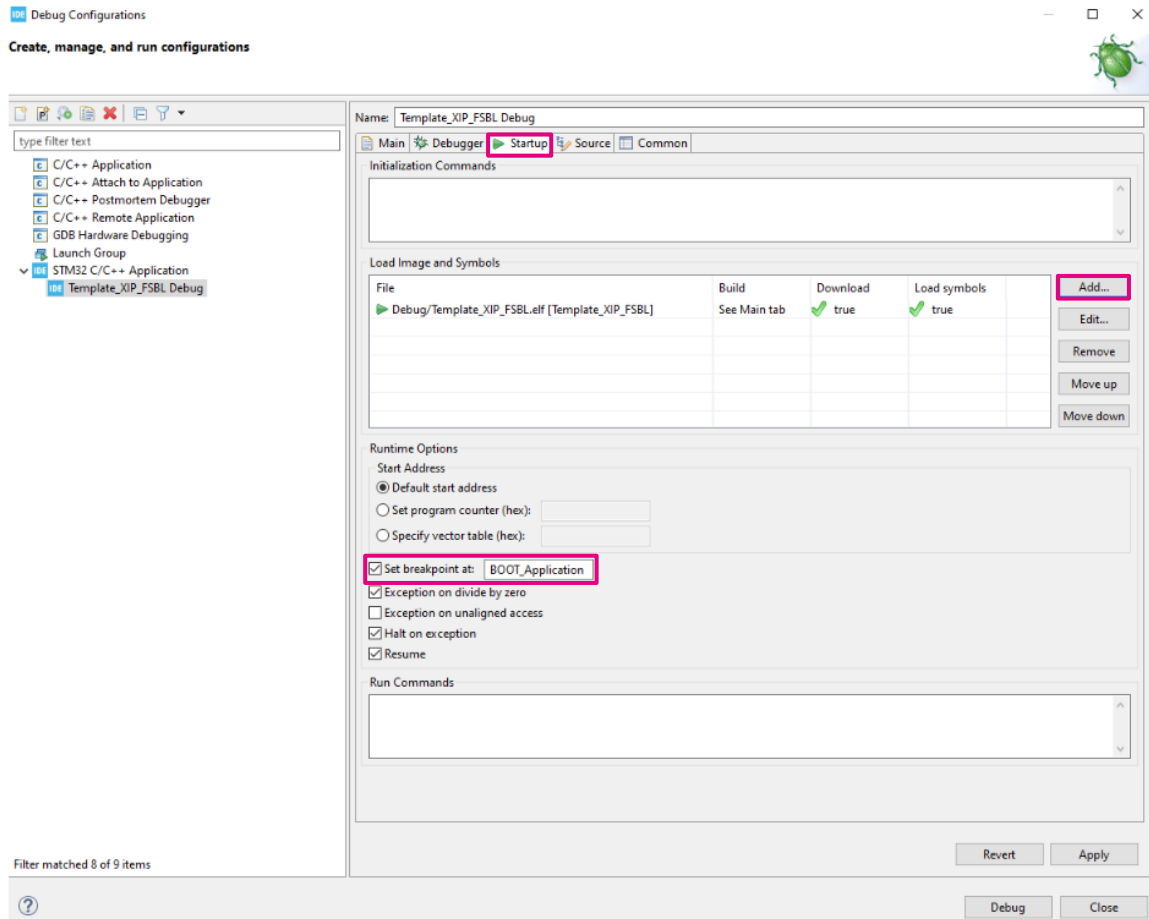 IDE Debug Configurations
Create, manage, and run configurations
type filter text
C/C++ Application
C/C++ Attach to Application
C/C++ Postmortem Debugger
C/C++ Remote Application
GDB Hardware Debugging
Launch Group
IDE STM32 C/C++ Application
IDE Template_XIP_FSBL Debug
Filter matched 8 of 9 items
Name: Template_XIP_FSBL Debug
Main Debugger Startup Source Common
Initialization Commands
Load Image and Symbols
File Build Download Load symbols
Debug/Template_XIP_FSBL.elf [Template_XIP_FSBL] See Main tab true true
Add...
Edit...
Remove
Move up
Move down
Runtime Options
Start Address
Default start address
Set program counter (hex):
Specify vector table (hex):
Set breakpoint at: BOOT_Application
Exception on divide by zero
Exception on unaligned access
Halt on exception
Resume
Run Commands
Revert Apply
? Debug Close